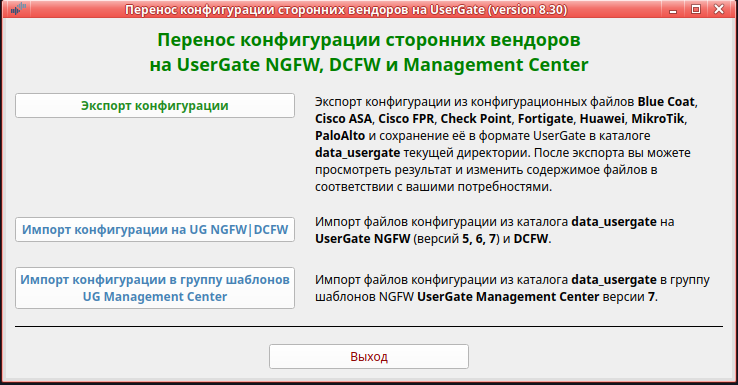 Перенос конфигурации сторонних вендоров на UserGate (version 8.30)
Перенос конфигурации сторонних вендоров
на UserGate NGFW, DCFW и Management Center
Экспорт конфигурации
Экспорт конфигурации из конфигурационных файлов Blue Coat,
Cisco ASA, Cisco FPR, Check Point, Fortigate, Huawei, MikroTik,
PaloAlto и сохранение её в формате UserGate в каталоге
data_usergate текущей директории. После экспорта вы можете
просмотреть результат и изменить содержимое файлов в
соответствии с вашими потребностями.
Импорт конфигурации на UG NGFW|DCFW
Импорт файлов конфигурации из каталога data_usergate на
UserGate NGFW (версий 5, 6, 7) и DCFW.
Импорт конфигурации в группу шаблонов
UG Management Center
Импорт файлов конфигурации из каталога data_usergate в группу
шаблонов NGFW UserGate Management Center версии 7.
Выход